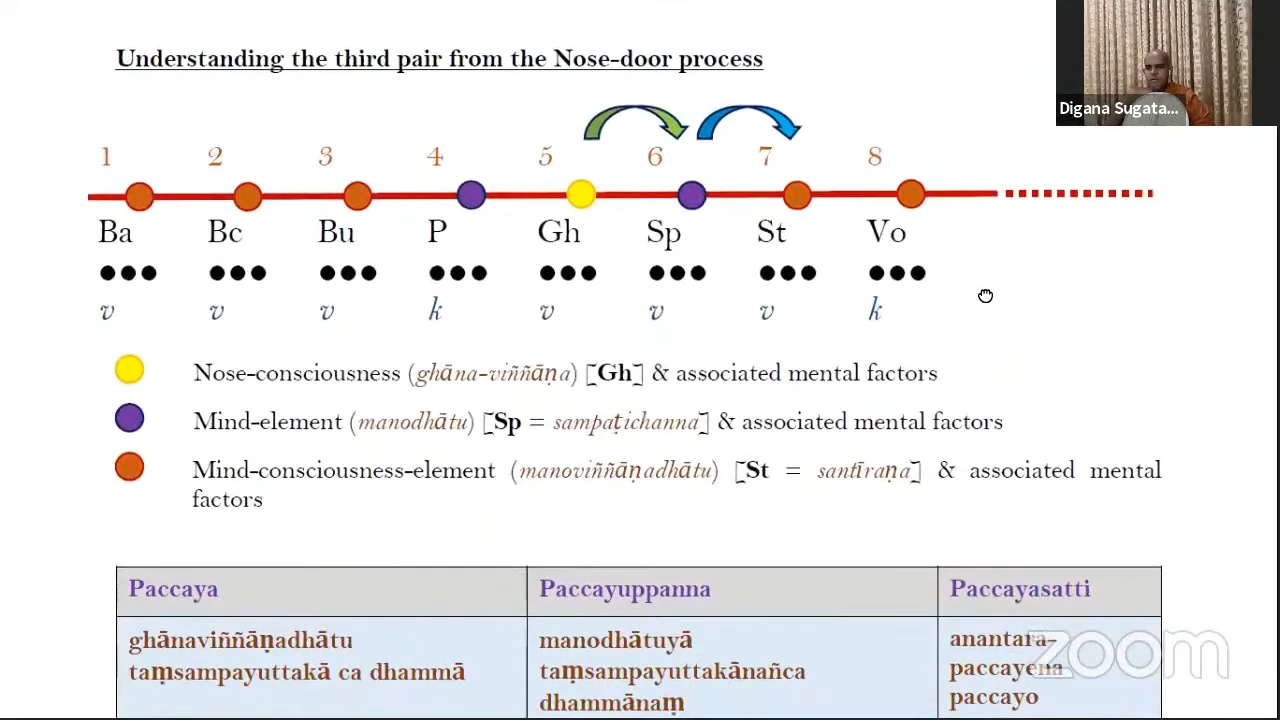 Understanding the third pair from the Nose-door process
Digana Sugata...
1 2 3 4 5 6 7 8
Ba Bc Bu P Gh Sp St Vo
v v v k v v v k
Nose-consciousness (ghāna-viññāṇa) [Gh] & associated mental factors
Mind-element (manodhātu) [Sp = sampaṭichanna] & associated mental factors
Mind-consciousness-element (manoviññāṇadhātu) [St = santīraṇa] & associated mental
factors
Paccaya Paccayuppanna Paccayasatti
ghānaviññāṇadhātu manodhātuyā anantara-
taṃsampayuttakā ca dhammā taṃsampayuttakānañca paccayena
dhammānaṃ paccayo
zoom